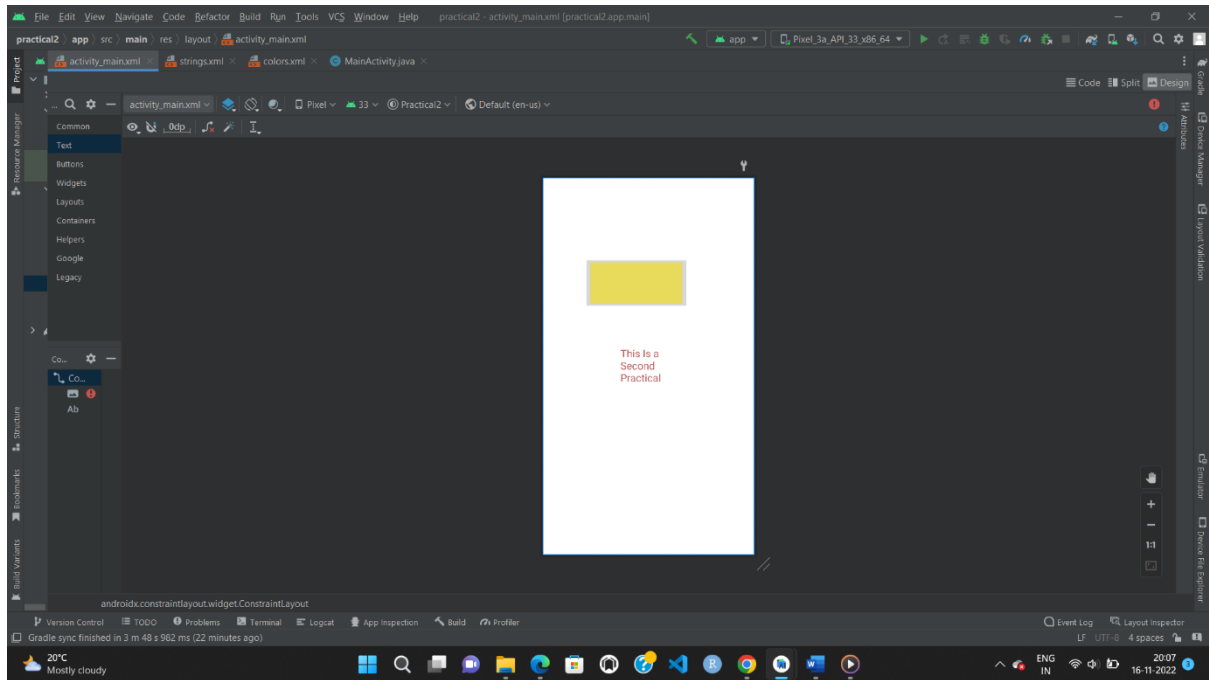 File Edit View Navigate Code Refactor Build Run Tools VCS Window Help practical2 - activity_main.xml [practical2.app.main]
practical2 〉 app 〉 src 〉 main 〉 res 〉 layout 〉 activity_main.xml
app
Pixel_3a_API_33_x86_64
activity_main.xml strings.xml colors.xml MainActivity.java
Code Split Design
... activity_main.xml Pixel 33 Practical2 Default (en-us)
0dp
Common
Text
Buttons
Widgets
Layouts
Containers
Helpers
Google
Legacy
Co...
Co...
Ab
This Is a
Second
Practical
1:1
Project
Resource Manager
Structure
Bookmarks
Build Variants
Gradle
Attributes
Device Manager
Layout Validation
Emulator
Device File Explorer
androidx.constraintlayout.widget.ConstraintLayout
Version Control TODO Problems Terminal Logcat App Inspection Build Profiler Event Log Layout Inspector
Gradle sync finished in 3 m 48 s 982 ms (22 minutes ago) LF UTF-8 4 spaces
20°C
Mostly cloudy
ENG
IN
20:07
16-11-2022
3